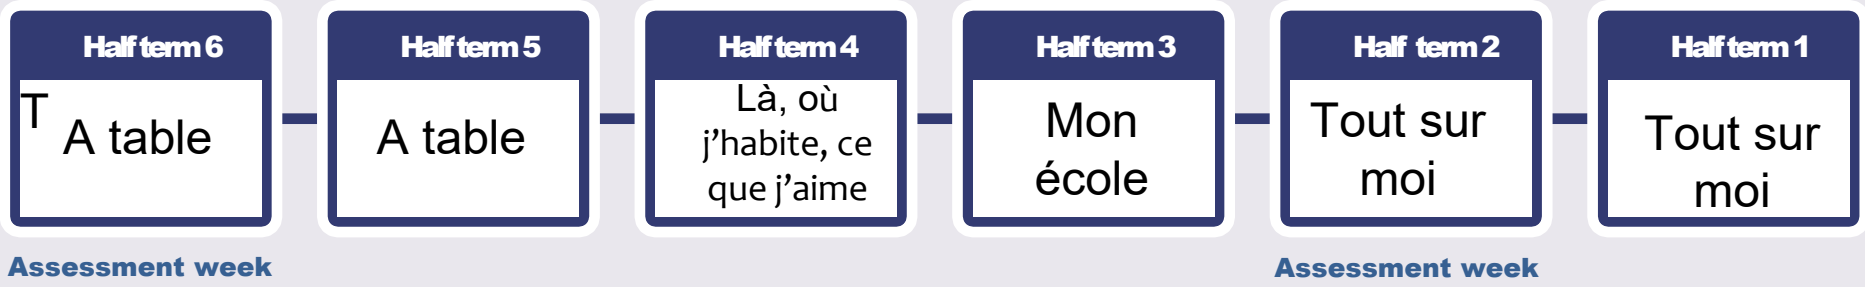 Half term 6
T
A table
Half term 5
A table
Half term 4
Là, où
j’habite, ce
que j’aime
Half term 3
Mon
école
Half term 2
Tout sur
moi
Half term 1
Tout sur
moi
Assessment week
Assessment week